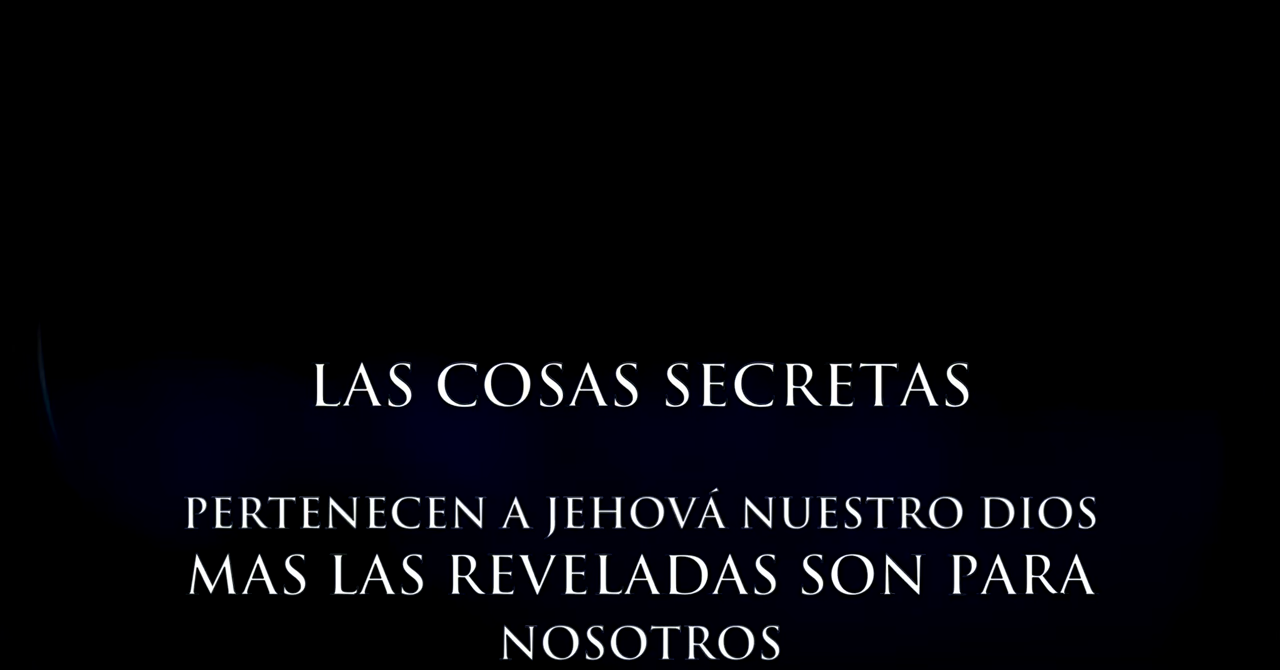 LAS COSAS SECRETAS
PERTENECEN A JEHOVÁ NUESTRO DIOS
MAS LAS REVELADAS SON PARA
NOSOTROS